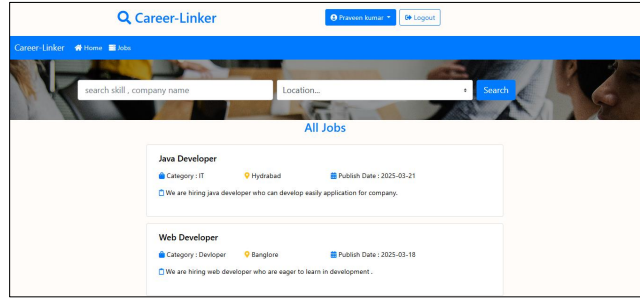 Career-Linker
Praveen kumar
Logout
Career-Linker Home Jobs
search skill , company name
Location...
Search
All Jobs
Java Developer
Category : IT Hydrabad Publish Date : 2025-03-21
We are hiring java developer who can develop easily application for company.
Web Developer
Category : Devloper Banglore Publish Date : 2025-03-18
We are hiring web developer who are eager to learn in development .